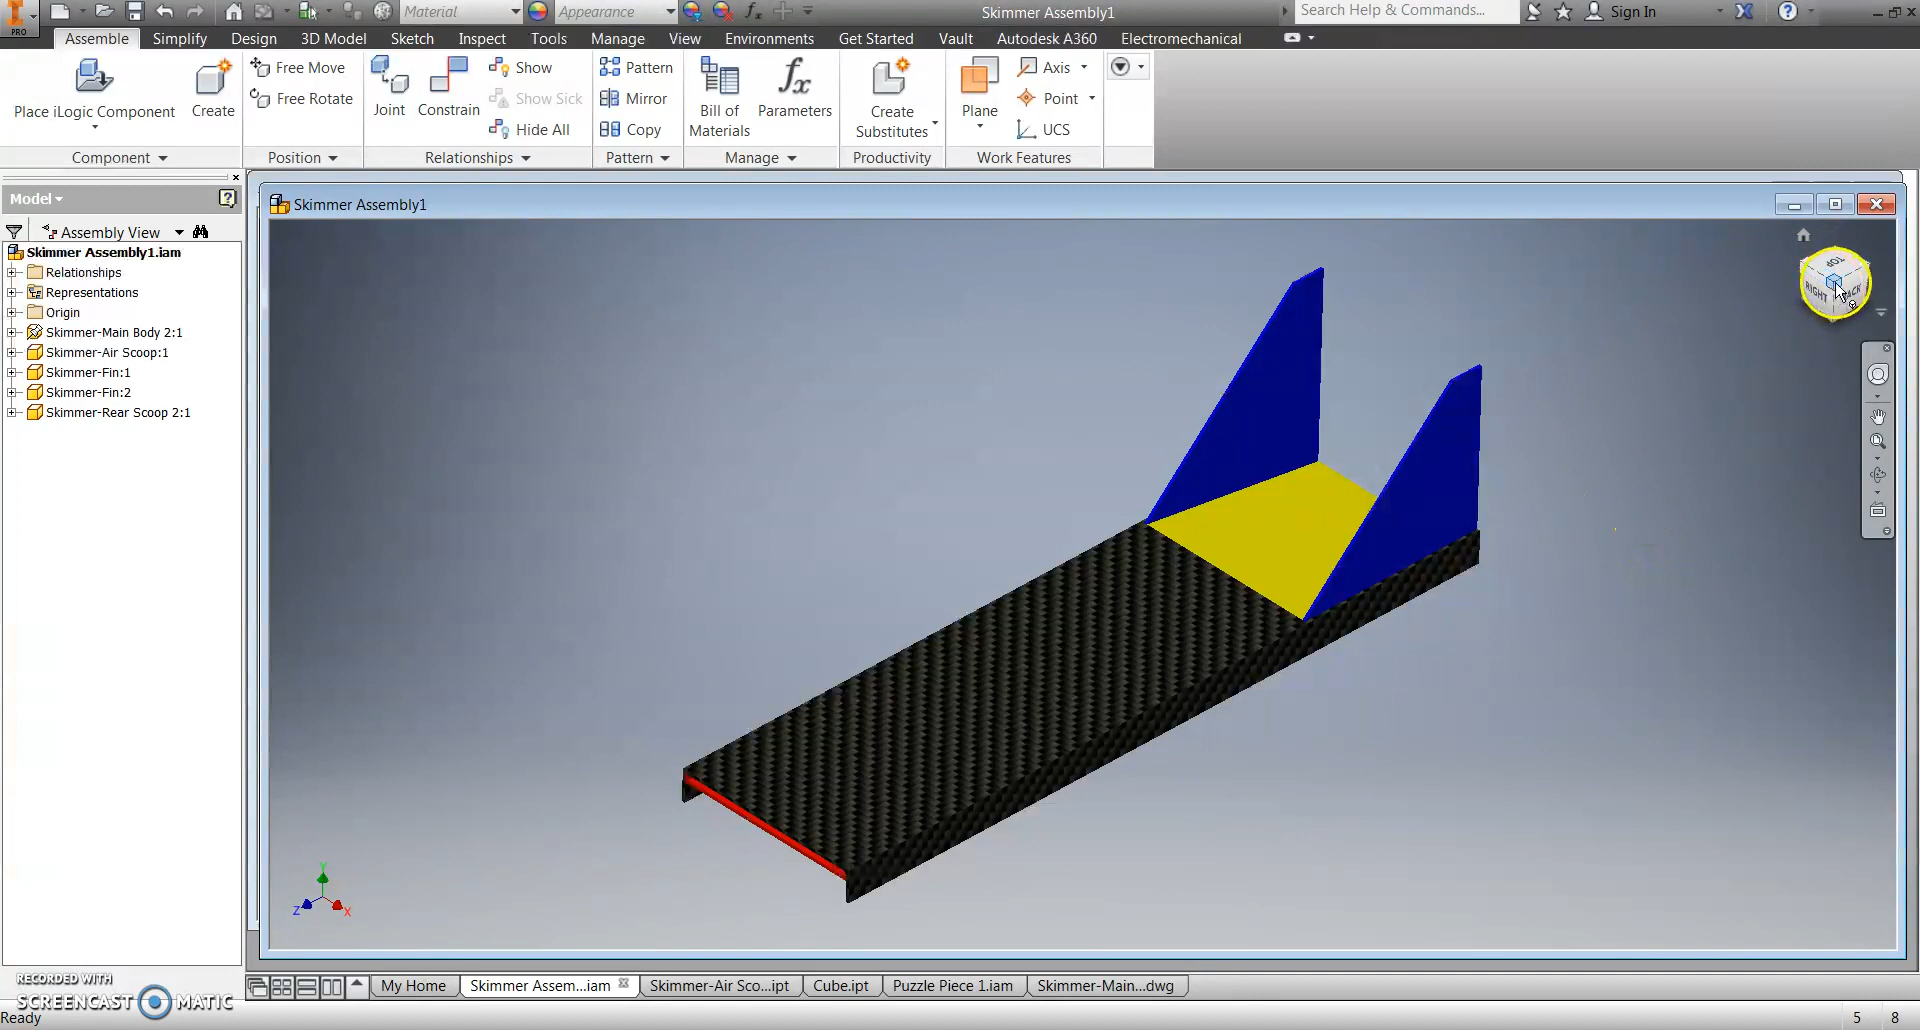 PRO
Material
Appearance
Skimmer Assembly1
Search Help & Commands...
Sign In
Assemble Simplify Design 3D Model Sketch Inspect Tools Manage View Environments Get Started Vault Autodesk A360 Electromechanical
Place iLogic Component
Create
Free Move
Free Rotate
Joint
Constrain
Show
Show Sick
Hide All
Pattern
Mirror
Copy
Bill of
Materials
Parameters
Create
Substitutes
Plane
Axis
Point
UCS
Component Position Relationships Pattern Manage Productivity Work Features
Model
Assembly View
Skimmer Assembly1.iam
Relationships
Representations
Origin
Skimmer-Main Body 2:1
Skimmer-Air Scoop:1
Skimmer-Fin:1
Skimmer-Fin:2
Skimmer-Rear Scoop 2:1
Skimmer Assembly1
TOP
RIGHT
Y
Z
X
My Home Skimmer Assem...iam Skimmer-Air Sco...ipt Cube.ipt Puzzle Piece 1.iam Skimmer-Main...dwg
RECORDED WITH
SCREENCAST MATIC
Ready
5 8